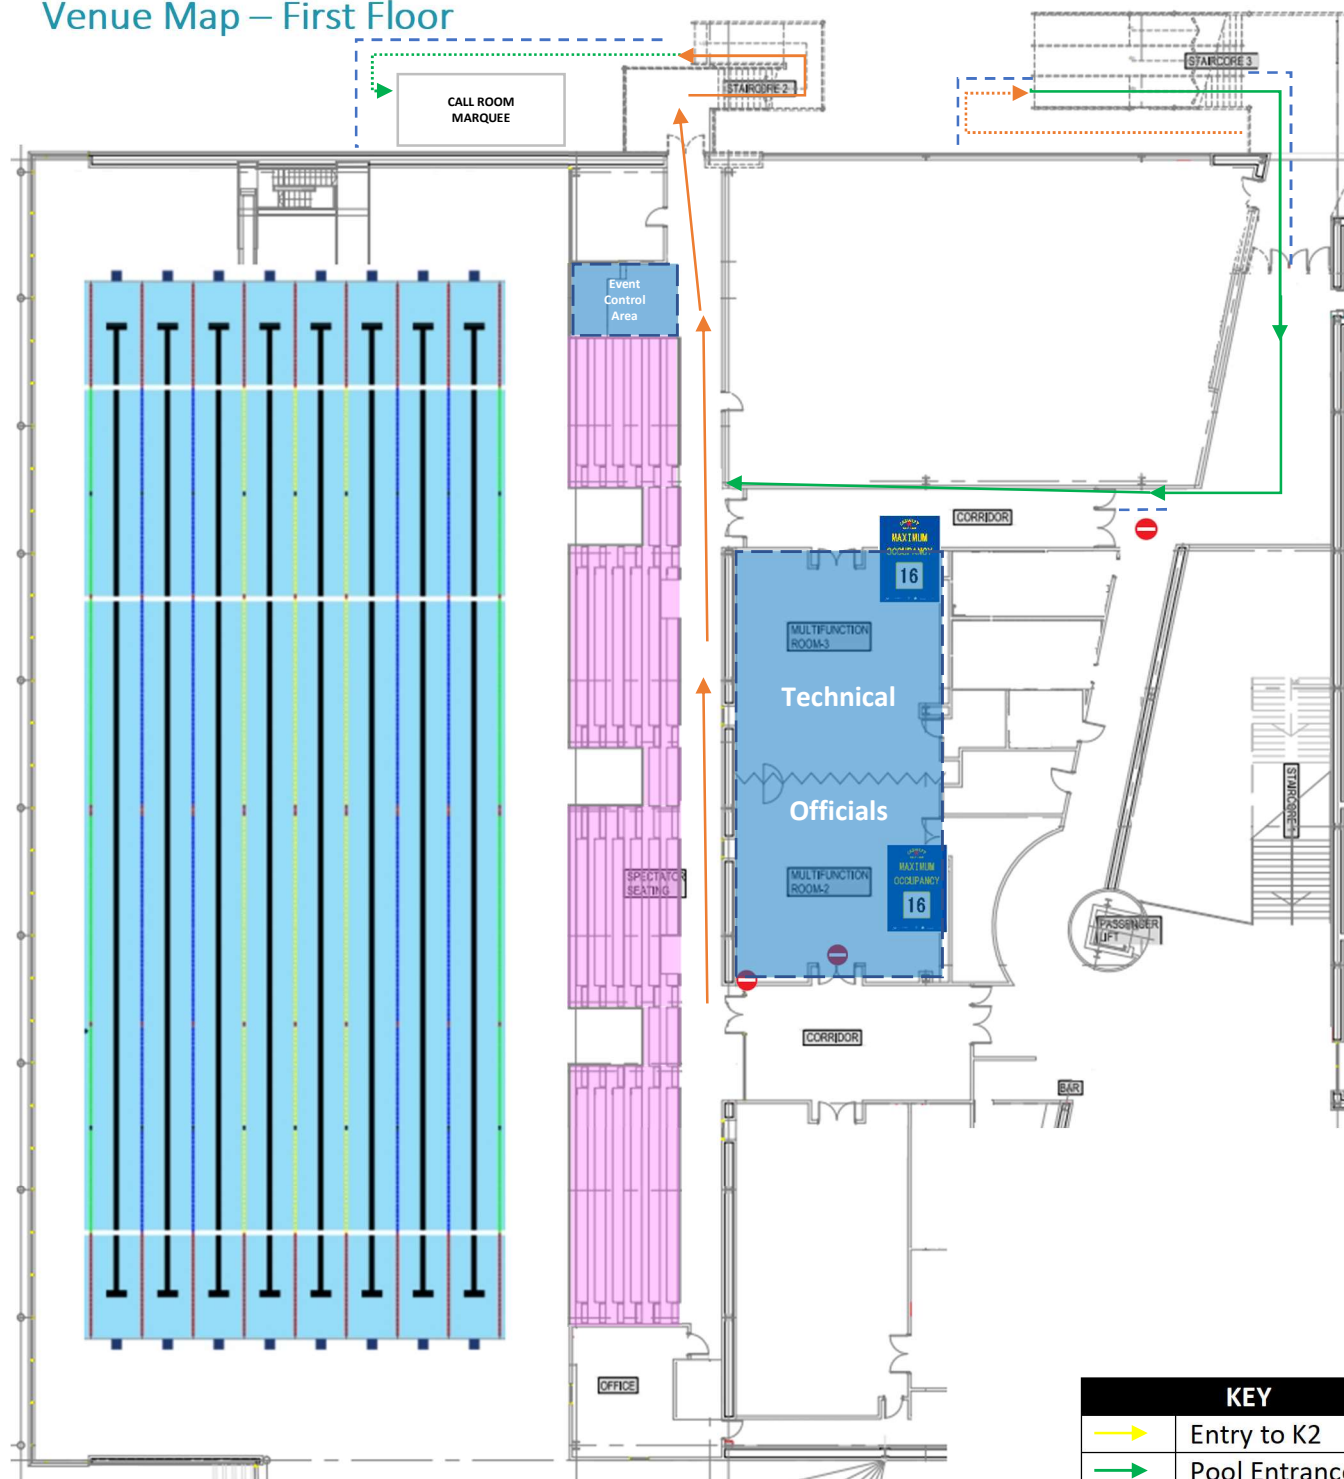 Venue Map – First Floor
CALL ROOM
MARQUEE
STAIRCORE 2
STAIRCORE 3
Event
Control
Area
CORRIDOR
MAXIMUM
OCCUPANCY
16
MULTIFUNCTION
ROOM-3
Technical
Officials
MULTIFUNCTION
ROOM-2
MAXIMUM
OCCUPANCY
16
SPECTATOR
SEATING
STAIRCORE 1
PASSENGER
LIFT
CORRIDOR
BAR
OFFICE
KEY
Entry to K2
Pool Entrance